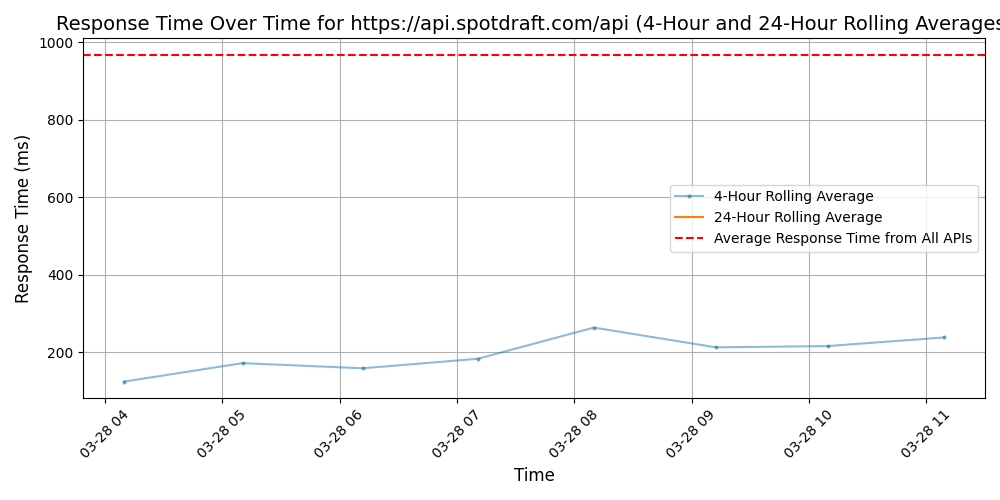 Response Time Over Time for https://api.spotdraft.com/api (4-Hour and 24-Hour Rolling Averages
1000
800
600
400
200
Response Time (ms)
4-Hour Rolling Average
24-Hour Rolling Average
Average Response Time from All APIs
03-28 04
03-28 05
03-28 06
03-28 07
03-28 08
03-28 09
03-28 10
03-28 11
Time